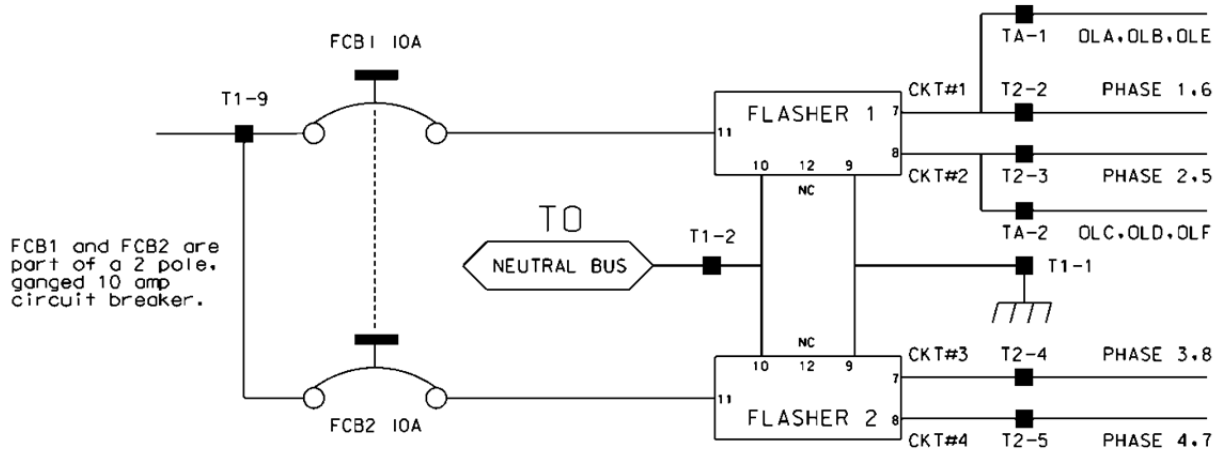 FCB1 10A
T1-9
FCB1 and FCB2 are
part of a 2 pole,
ganged 10 amp
circuit breaker.
FCB2 10A
TO
NEUTRAL BUS
T1-2
FLASHER 1
11
7
8
10 12 9
NC
CKT#1
CKT#2
TA-1 OLA.OLB.OLE
T2-2 PHASE 1.6
T2-3 PHASE 2.5
TA-2 OLC.OLD.OLF
T1-1
NC
10 12 9
11
7
8
FLASHER 2
CKT#3 T2-4 PHASE 3.8
CKT#4 T2-5 PHASE 4.7